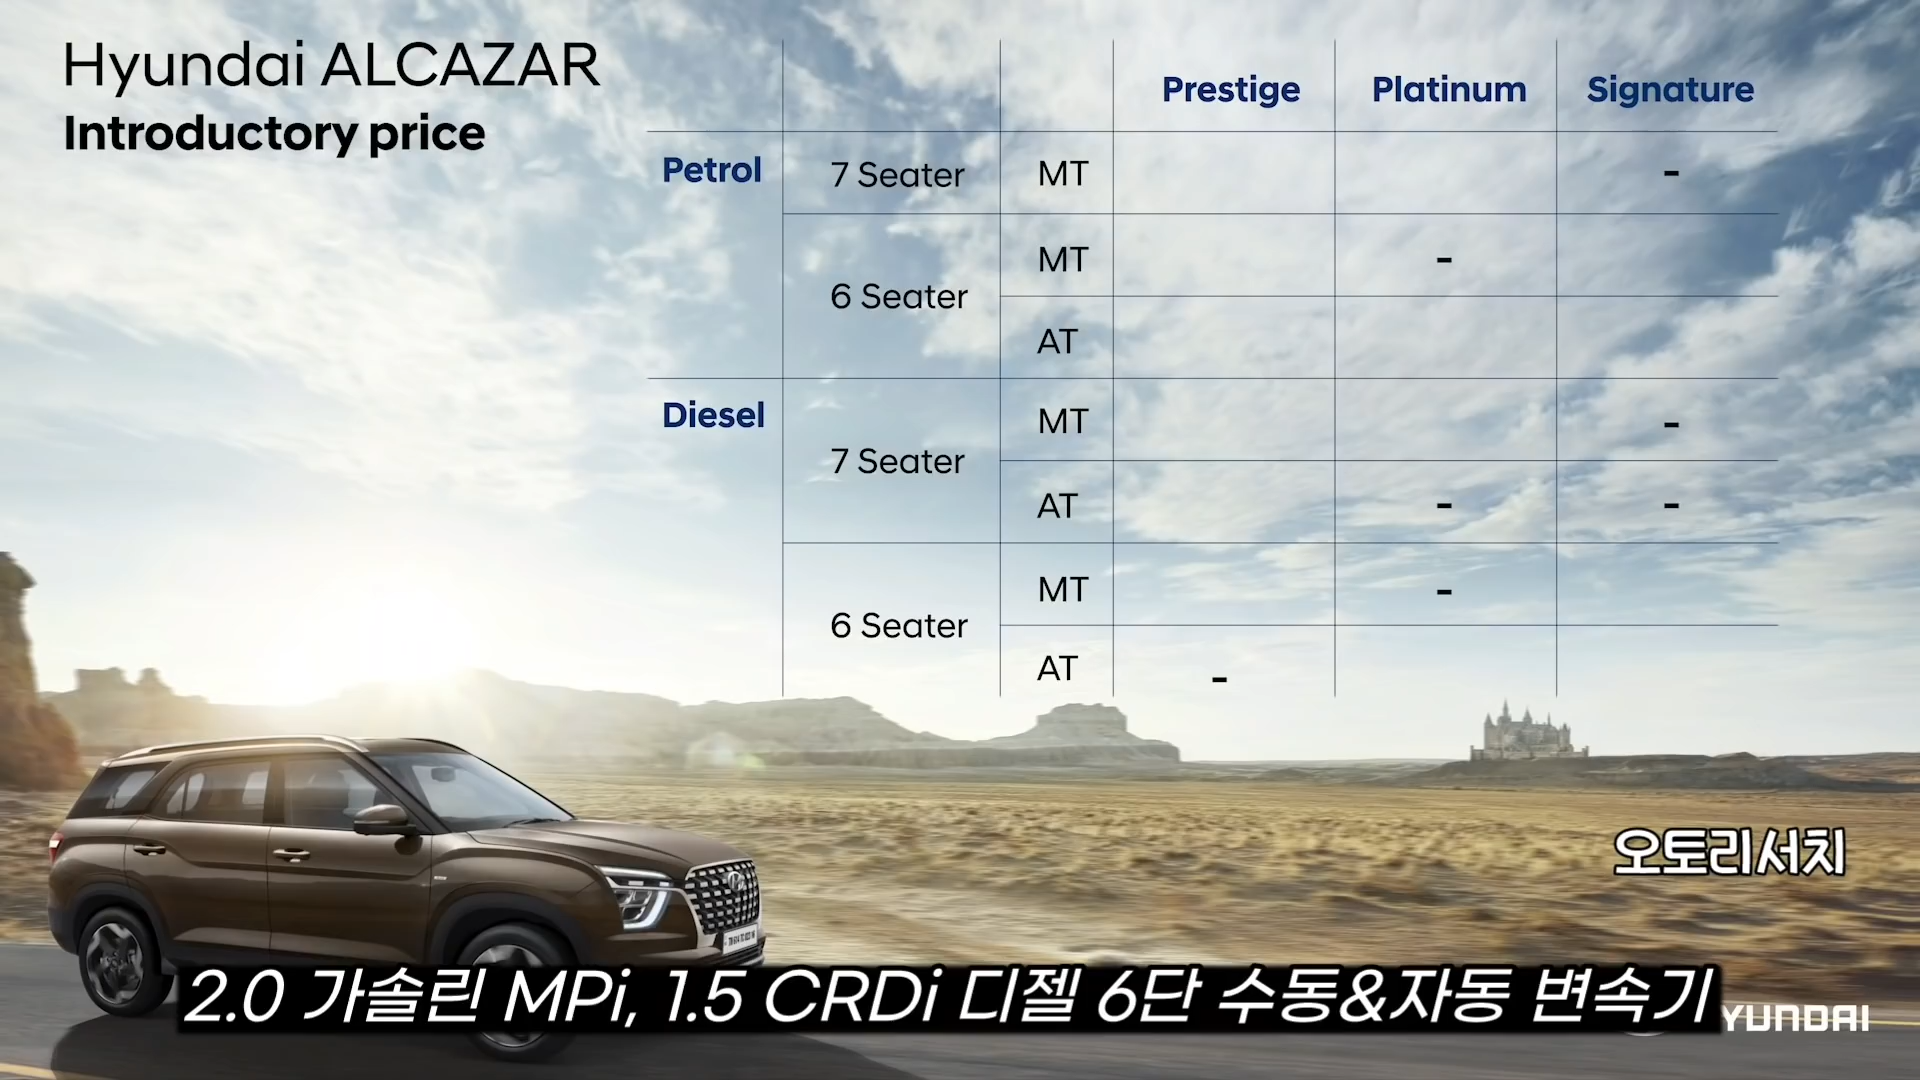 Hyundai ALCAZAR
Introductory price
Prestige Platinum Signature
Petrol 7 Seater MT -
6 Seater MT -
AT
Diesel 7 Seater MT -
AT - -
6 Seater MT -
AT -
오토리서치
2.0 가솔린 MPi, 1.5 CRDi 디젤 6단 수동&자동 변속기
YUNDAI